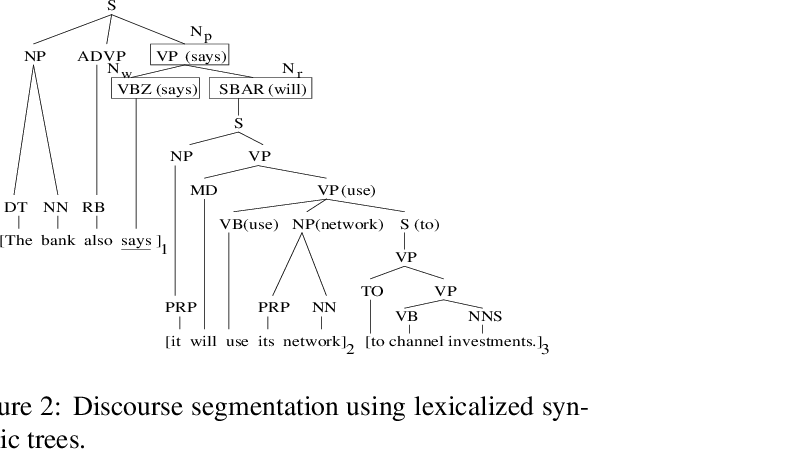 S
N_p
NP ADVP VP (says)
N_w N_r
VBZ (says) SBAR (will)
S
NP VP
MD VP (use)
DT NN RB
VB(use) NP(network) S (to)
[The bank also says ]_1
VP
TO VP
PRP PRP NN VB NNS
[it will use its network]_2 [to channel investments.]_3
ure 2: Discourse segmentation using lexicalized syn-
ic trees.